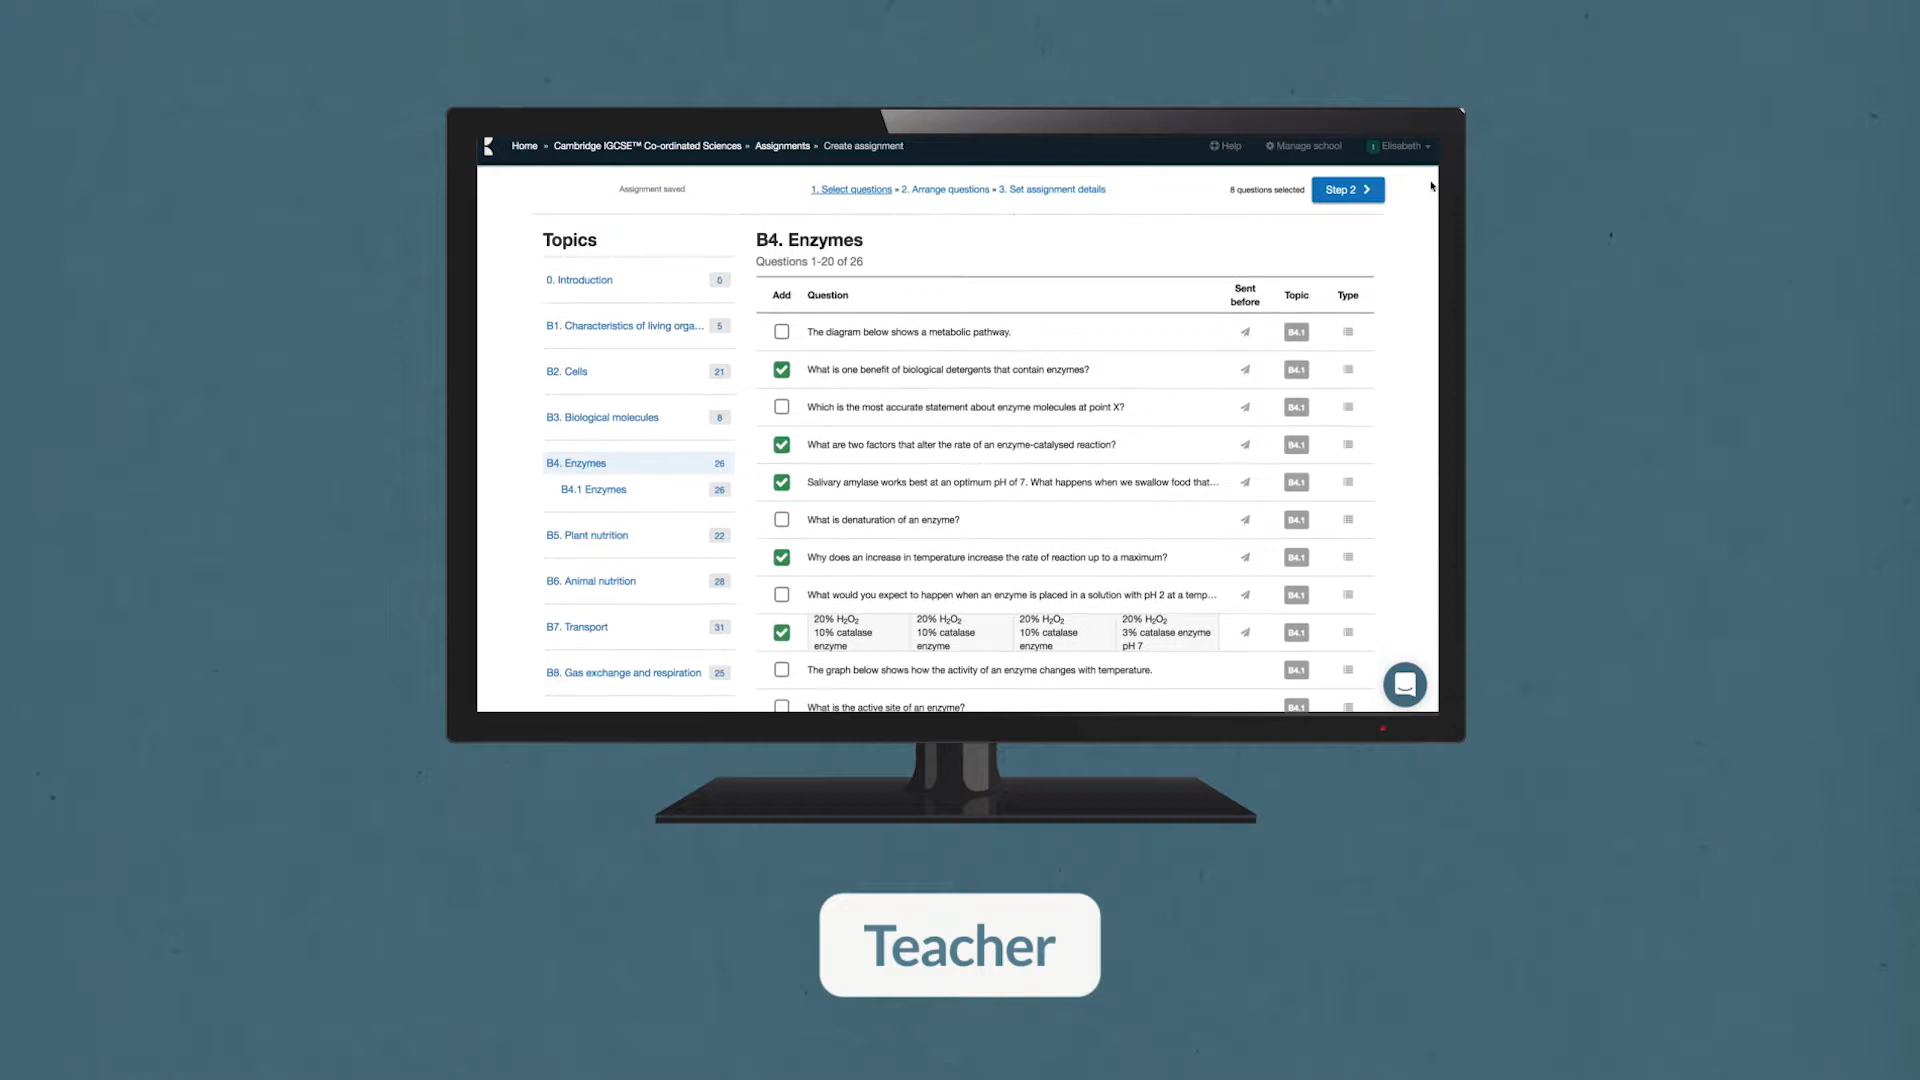 Home » Cambridge IGCSE™ Co-ordinated Sciences » Assignments » Create assignment
Help
Manage school
Elisabeth
Assignment saved
1. Select questions » 2. Arrange questions » 3. Set assignment details
8 questions selected
Step 2
Topics
0. Introduction 0
B1. Characteristics of living orga... 5
B2. Cells 21
B3. Biological molecules 8
B4. Enzymes 26
B4.1 Enzymes 26
B5. Plant nutrition 22
B6. Animal nutrition 28
B7. Transport 31
B8. Gas exchange and respiration 25
B4. Enzymes
Questions 1-20 of 26
Add Question Sent before Topic Type
The diagram below shows a metabolic pathway. B4.1
What is one benefit of biological detergents that contain enzymes? B4.1
Which is the most accurate statement about enzyme molecules at point X? B4.1
What are two factors that alter the rate of an enzyme-catalysed reaction? B4.1
Salivary amylase works best at an optimum pH of 7. What happens when we swallow food that... B4.1
What is denaturation of an enzyme? B4.1
Why does an increase in temperature increase the rate of reaction up to a maximum? B4.1
What would you expect to happen when an enzyme is placed in a solution with pH 2 at a temp... B4.1
20% H₂O₂ 20% H₂O₂ 20% H₂O₂ 20% H₂O₂
10% catalase 10% catalase 10% catalase 3% catalase enzyme B4.1
enzyme enzyme enzyme pH 7
The graph below shows how the activity of an enzyme changes with temperature. B4.1
What is the active site of an enzyme? B4.1
Teacher